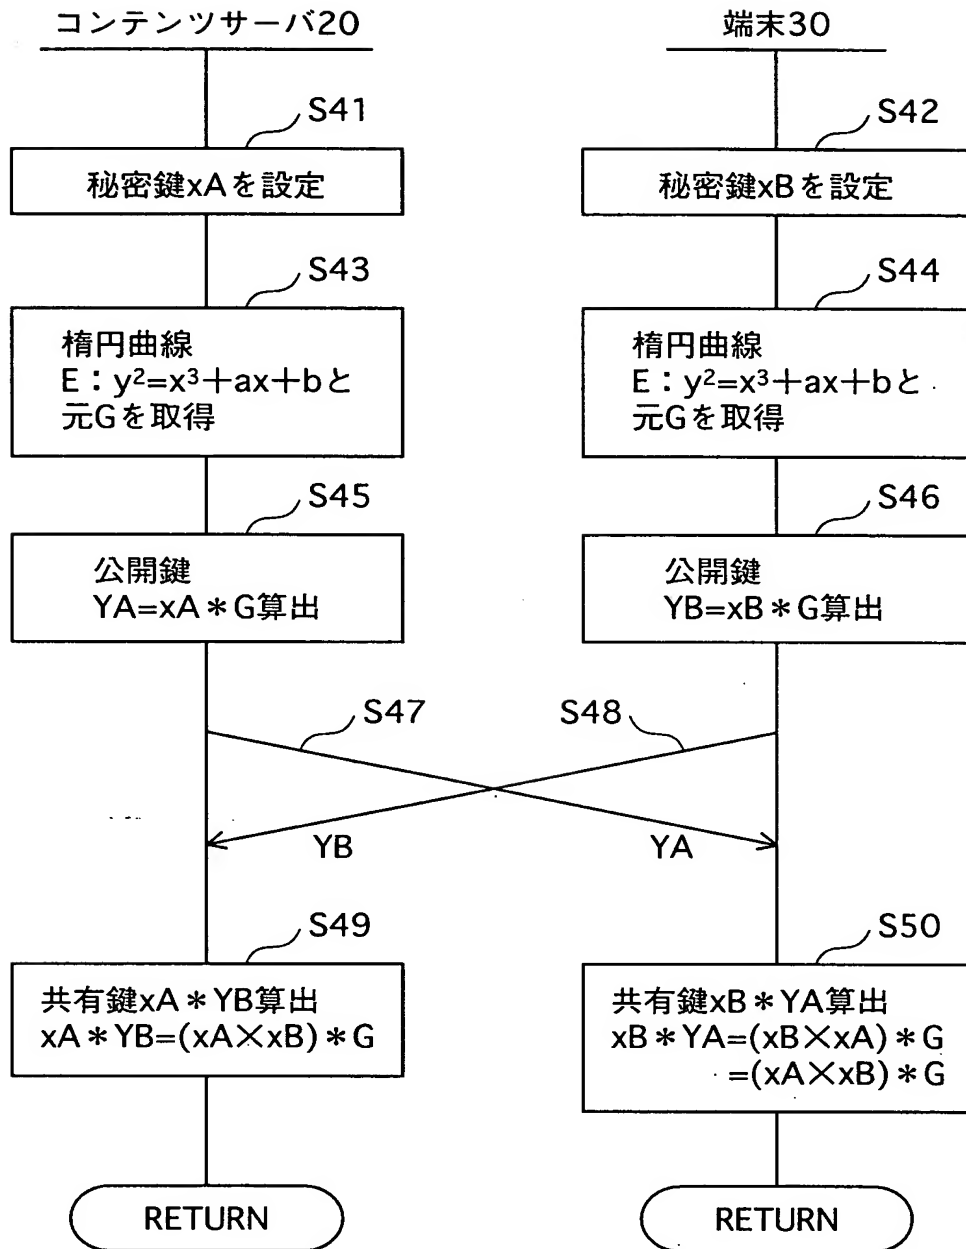 コンテンツサーバ20
端末30
S41
S42
秘密鍵xAを設定
秘密鍵xBを設定
S43
S44
楕円曲線
E：y²=x³+ax+bと
元Gを取得
楕円曲線
E：y²=x³+ax+bと
元Gを取得
S45
S46
公開鍵
YA=xA＊G算出
公開鍵
YB=xB＊G算出
S47
S48
YB
YA
S49
S50
共有鍵xA＊YB算出
xA＊YB=(xA×xB)＊G
共有鍵xB＊YA算出
xB＊YA=(xB×xA)＊G
=(xA×xB)＊G
RETURN
RETURN